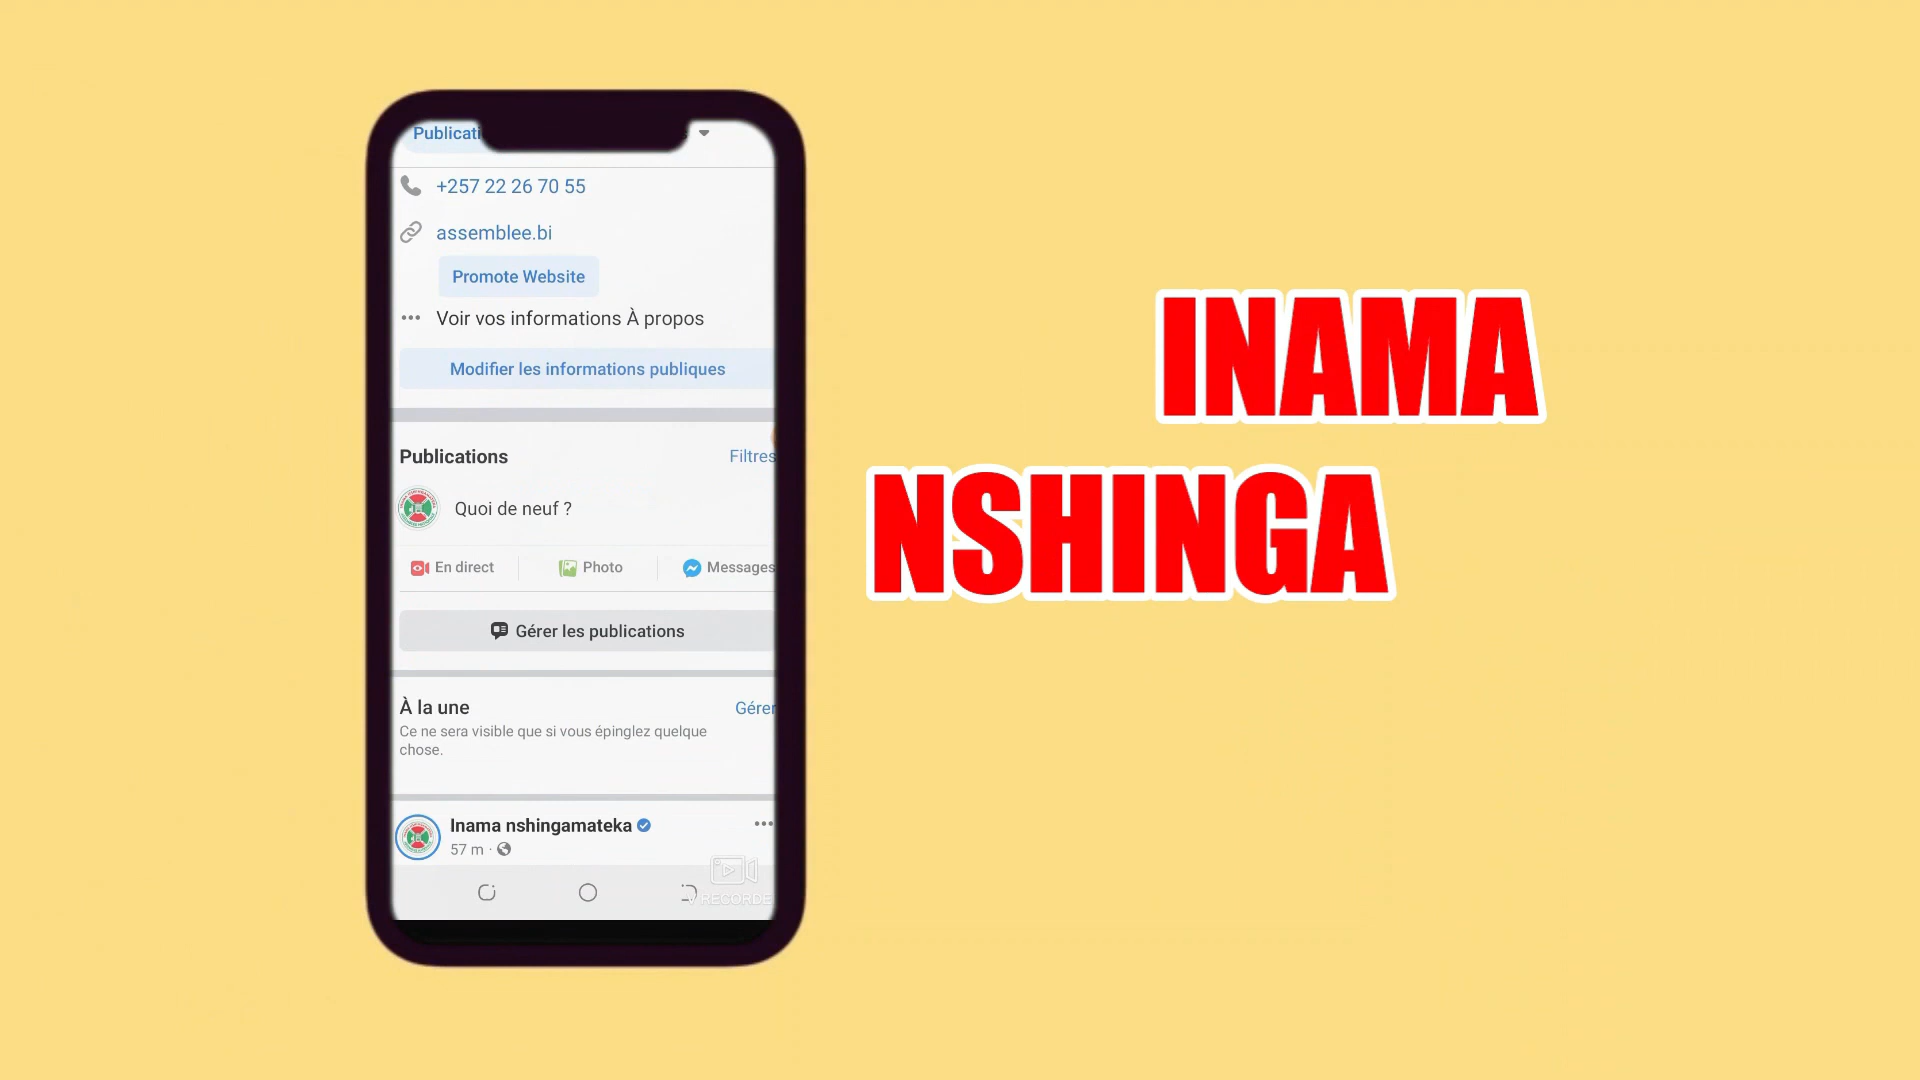 Publicati
+257 22 26 70 55
assemblee.bi
Promote Website
Voir vos informations À propos
Modifier les informations publiques
Publications
Filtres
Quoi de neuf ?
En direct
Photo
Messages
Gérer les publications
À la une
Gérer
Ce ne sera visible que si vous épinglez quelque
chose.
Inama nshingamateka
57 m ·
RECORDE
INAMA
NSHINGA